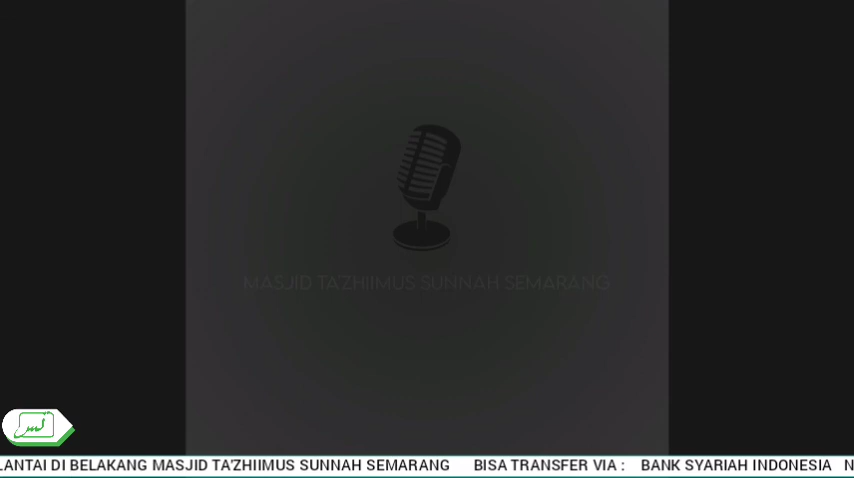 MASJID TA'ZHIIMUS SUNNAH SEMARANG
LANTAI DI BELAKANG MASJID TA'ZHIIMUS SUNNAH SEMARANG BISA TRANSFER VIA : BANK SYARIAH INDONESIA N